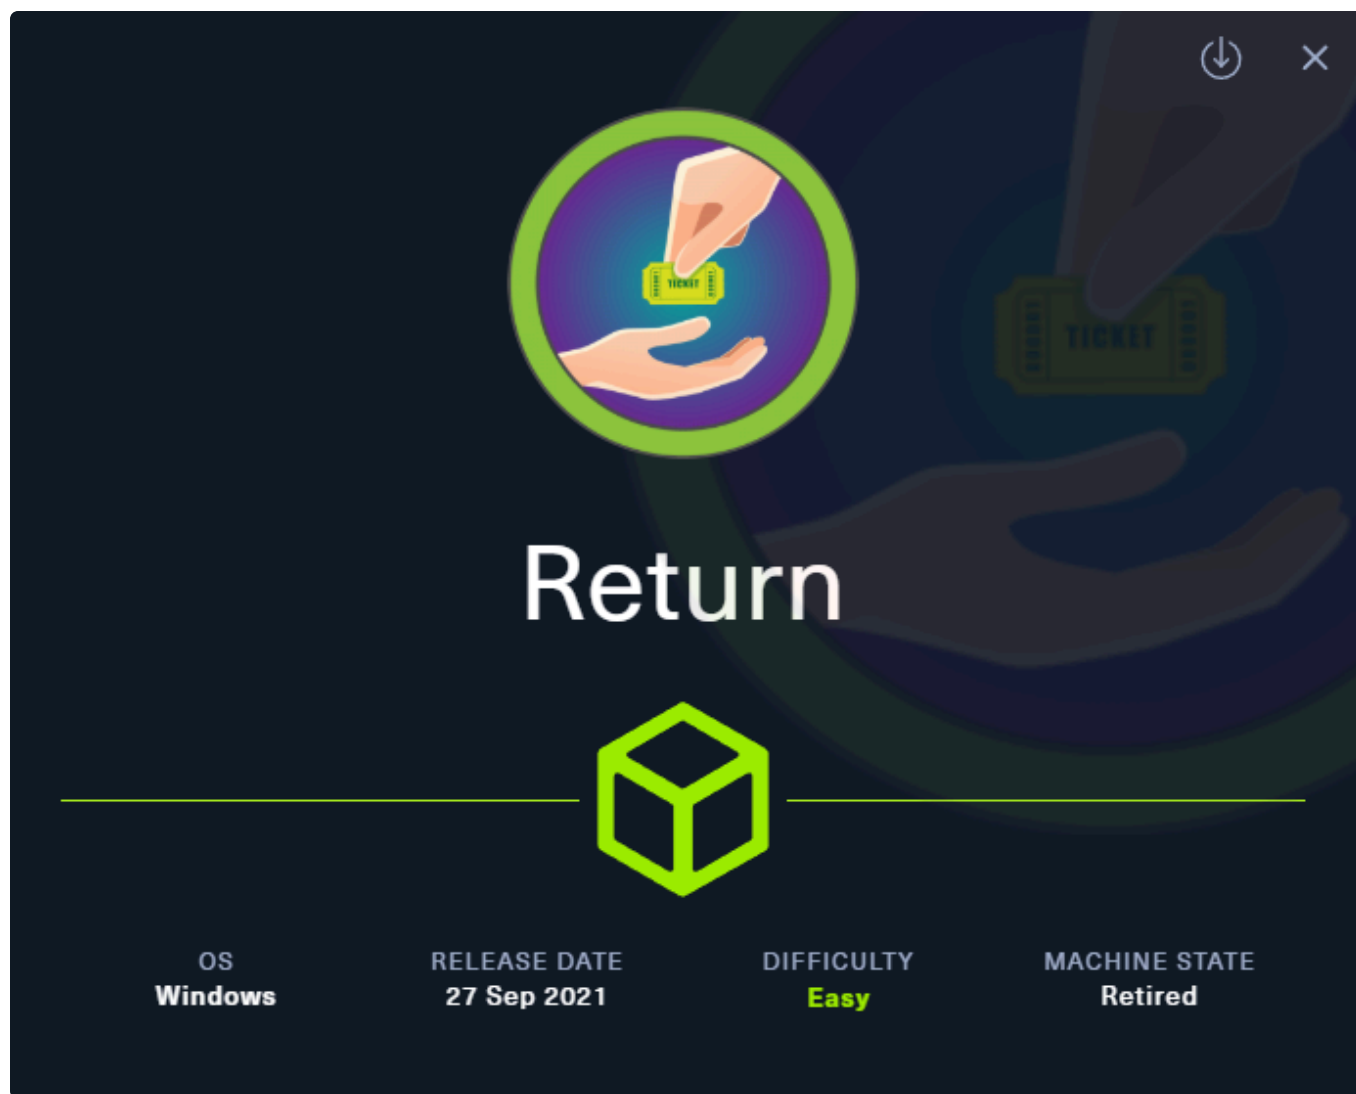 TICKET
TICKET
Return
OS
Windows
RELEASE DATE
27 Sep 2021
DIFFICULTY
Easy
MACHINE STATE
Retired